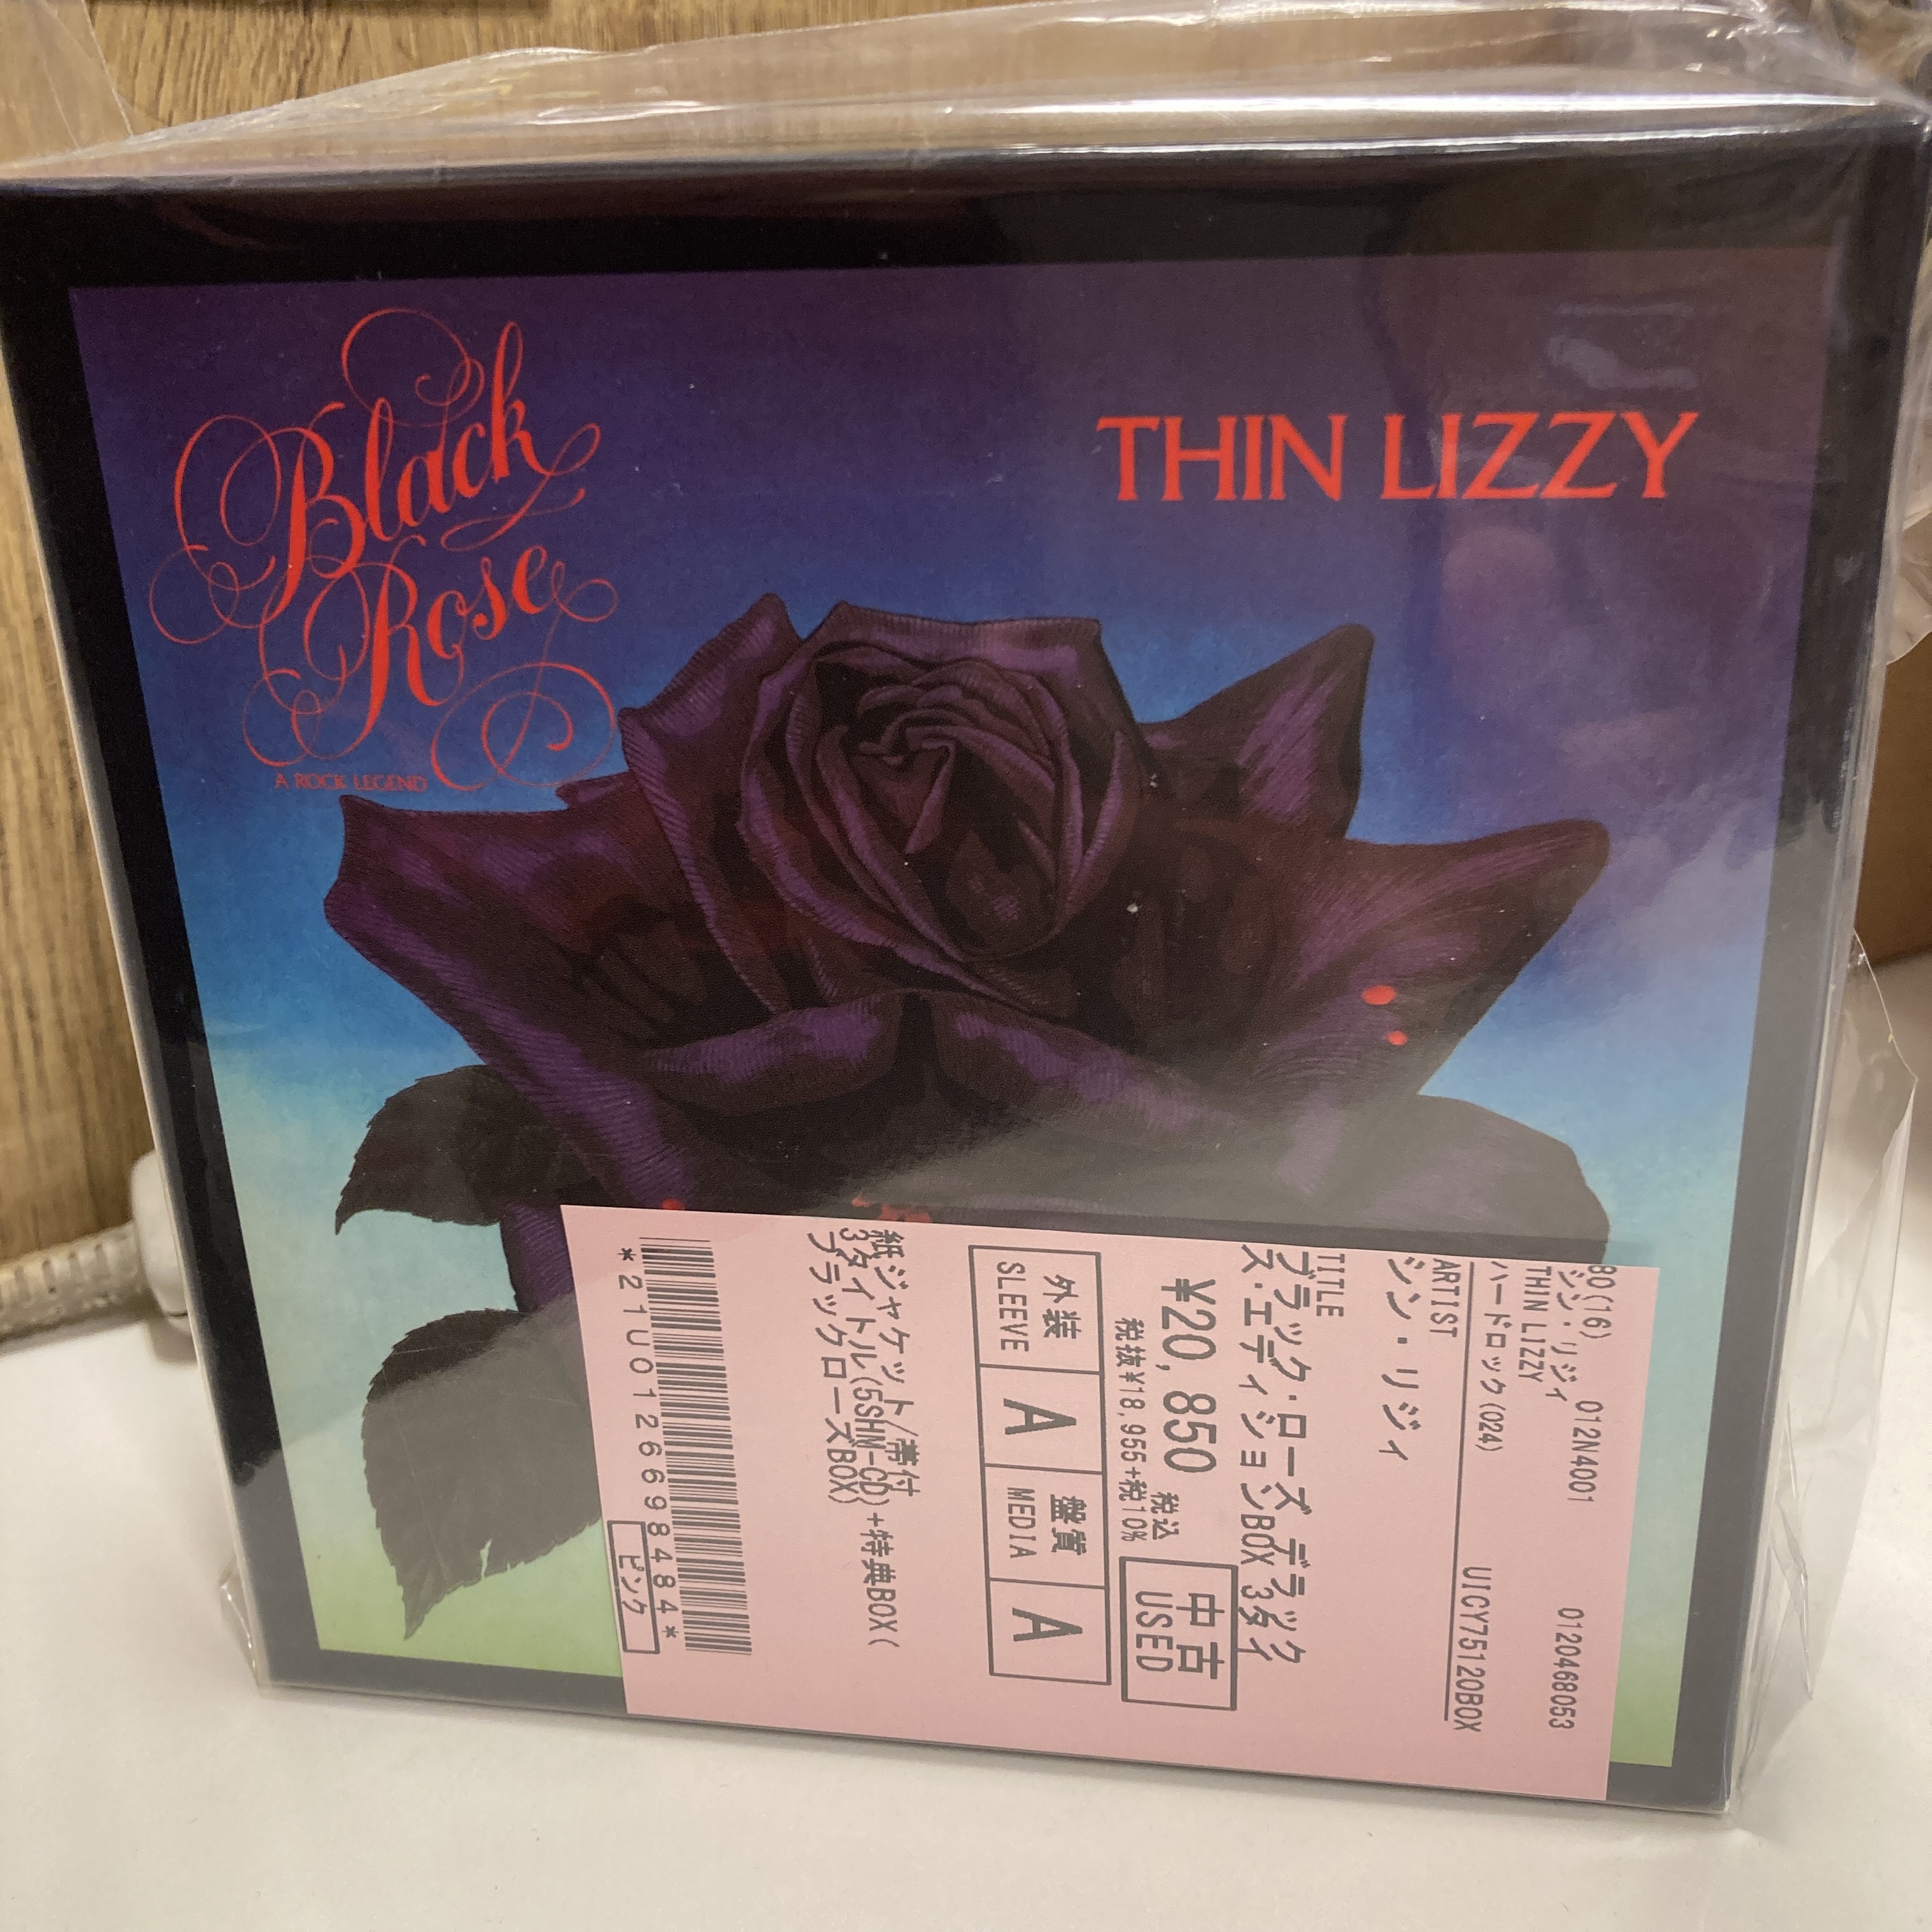 Black
Rose
A ROCK LEGEND
THIN LIZZY
80(16) 012N4001 0120468053
シン・リジィ
THIN LIZZY
ハードロック(024) UICY75120BOX
ARTIST
シン・リジィ
TITLE
ブラック・ローズ デラック
ス・エディションBOX 3タイ
¥20,850 税込
税抜¥18,955+税10%
中古
USED
外装
SLEEVE
A
盤質
MEDIA
A
紙ジャケット/帯付
3タイトル(5SHM-CD)+特典BOX(
ブラックローズBOX)
*21U0126698484*
ピンク